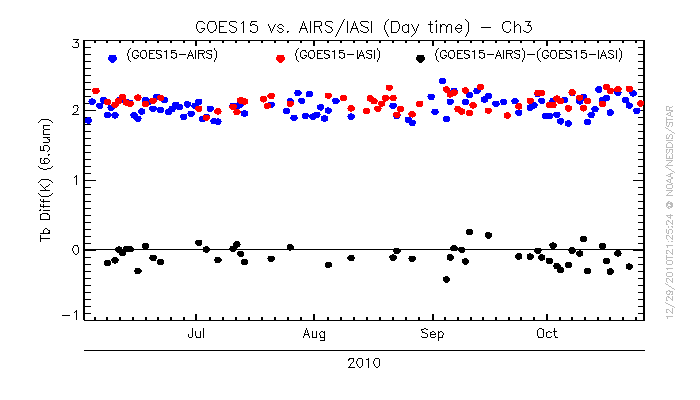 GOES15 vs. AIRS/IASI (Day time) - Ch3
(GOES15-AIRS) (GOES15-IASI) (GOES15-AIRS)-(GOES15-IASI)
Tb Diff(K) (6.5um)
3
2
1
0
-1
Jul Aug Sep Oct
2010
12/29/2010T21:25:24 @ NOAA/NESDIS/STAR